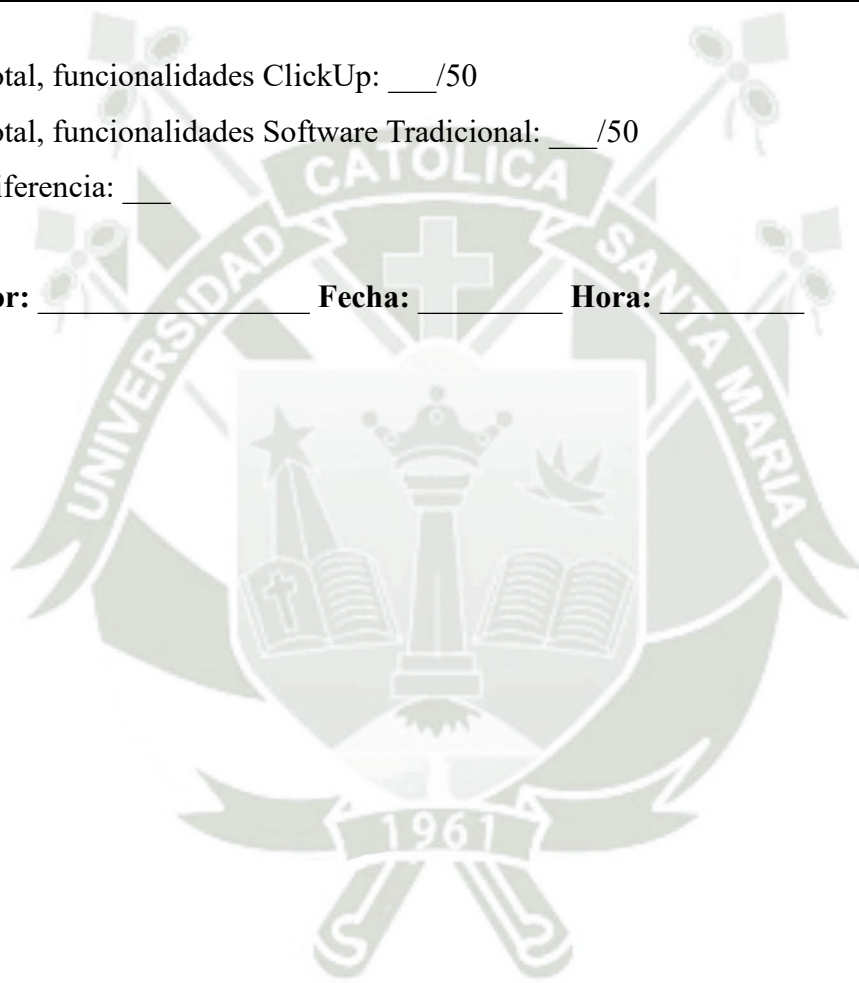 otal, funcionalidades ClickUp: ___/50
otal, funcionalidades Software Tradicional: ___/50
iferencia: ___
or: _________________ Fecha: _________ Hora: _________
UNIVERSIDAD CATOLICA SANTA MARIA
1961